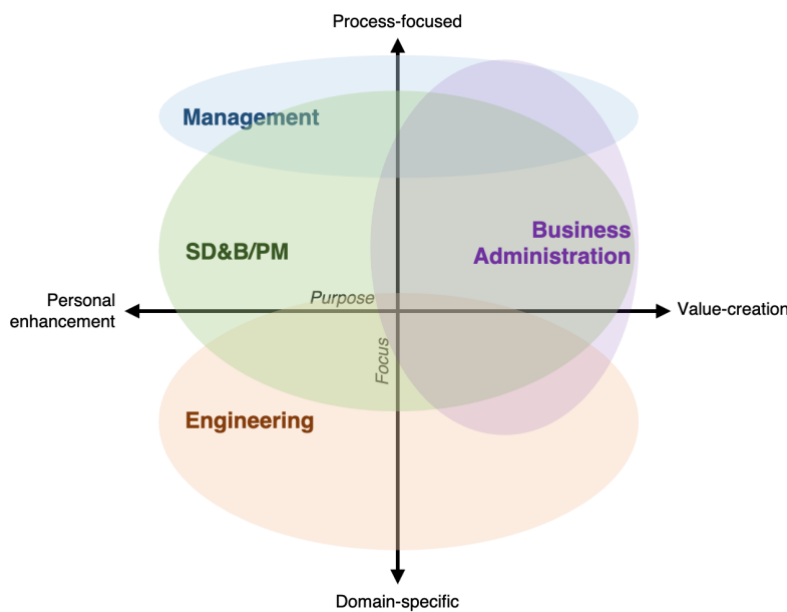 Process-focused
Management
Business
Administration
SD&B/PM
Purpose
Personal
enhancement
Value-creation
Focus
Engineering
Domain-specific